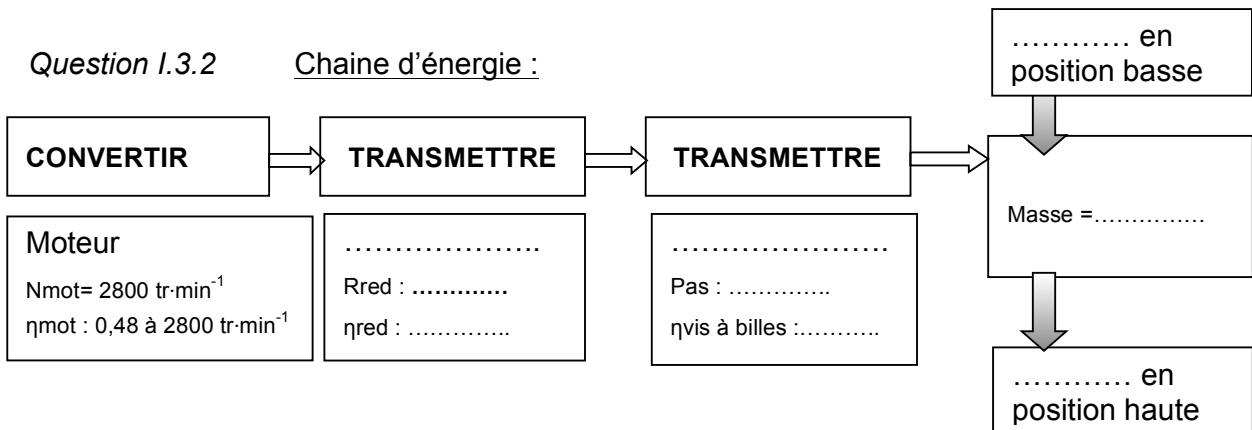 Question I.3.2 Chaine d’énergie :
………… en
position basse
CONVERTIR
TRANSMETTRE
TRANSMETTRE
Masse =……………
Moteur
Nmot= 2800 tr·min⁻¹
ηmot : 0,48 à 2800 tr·min⁻¹
……………………….
Rred : ………….
ηred : …………..
…………………………
Pas : …………..
ηvis à billes :………..
………… en
position haute